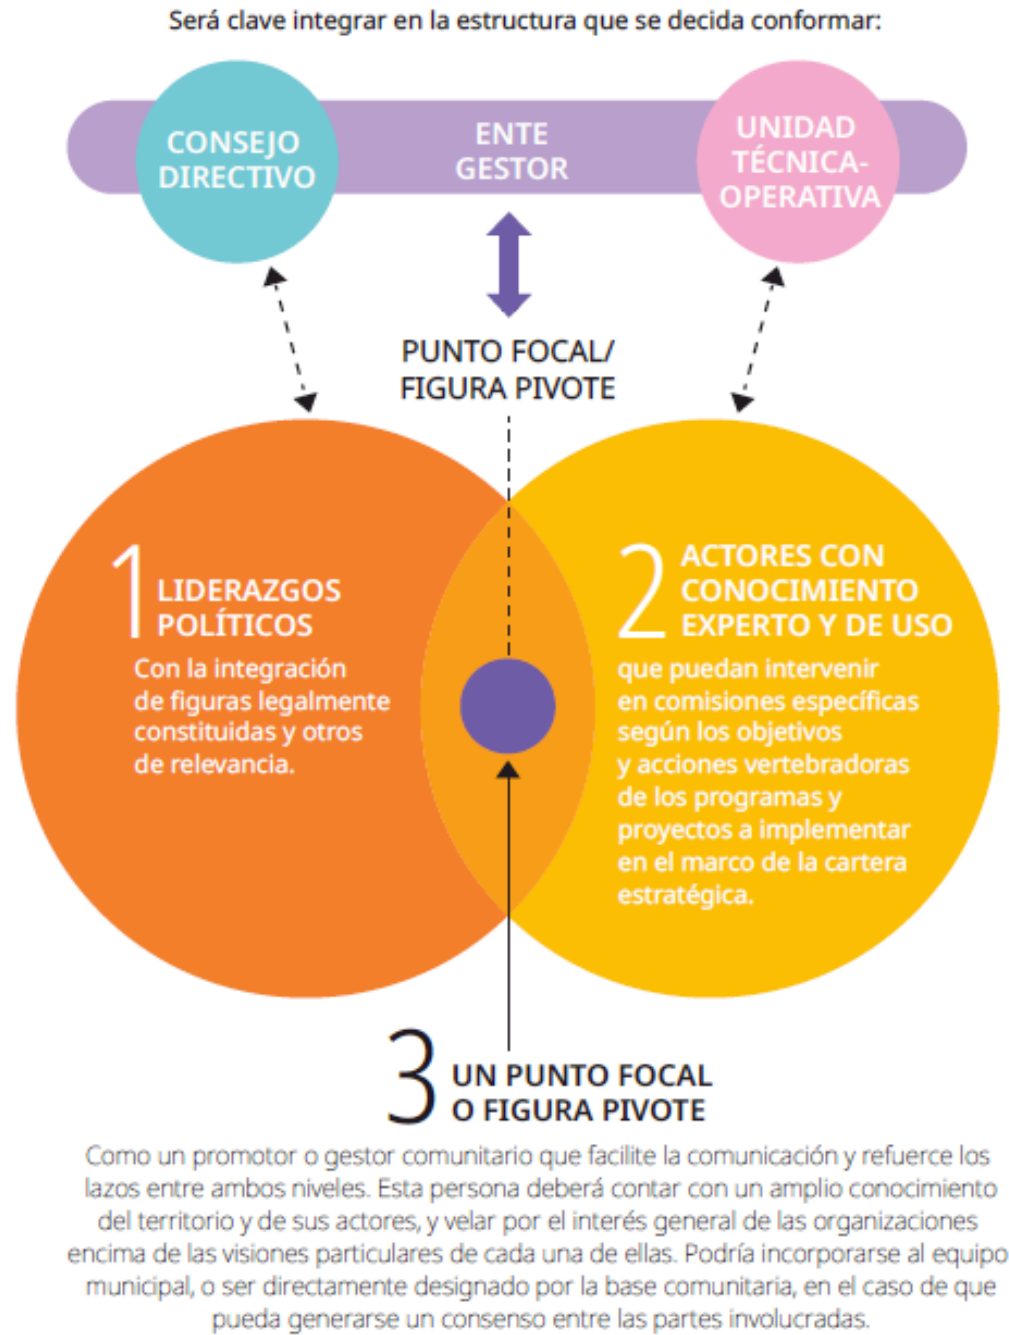 Será clave integrar en la estructura que se decida conformar:
CONSEJO
DIRECTIVO
ENTE
GESTOR
UNIDAD
TÉCNICA-
OPERATIVA
PUNTO FOCAL/
FIGURA PIVOTE
1 LIDERAZGOS
POLÍTICOS
Con la integración
de figuras legalmente
constituidas y otros
de relevancia.
2 ACTORES CON
CONOCIMIENTO
EXPERTO Y DE USO
que puedan intervenir
en comisiones específicas
según los objetivos
y acciones vertebradoras
de los programas y
proyectos a implementar
en el marco de la cartera
estratégica.
3 UN PUNTO FOCAL
O FIGURA PIVOTE
Como un promotor o gestor comunitario que facilite la comunicación y refuerce los
lazos entre ambos niveles. Esta persona deberá contar con un amplio conocimiento
del territorio y de sus actores, y velar por el interés general de las organizaciones
encima de las visiones particulares de cada una de ellas. Podría incorporarse al equipo
municipal, o ser directamente designado por la base comunitaria, en el caso de que
pueda generarse un consenso entre las partes involucradas.